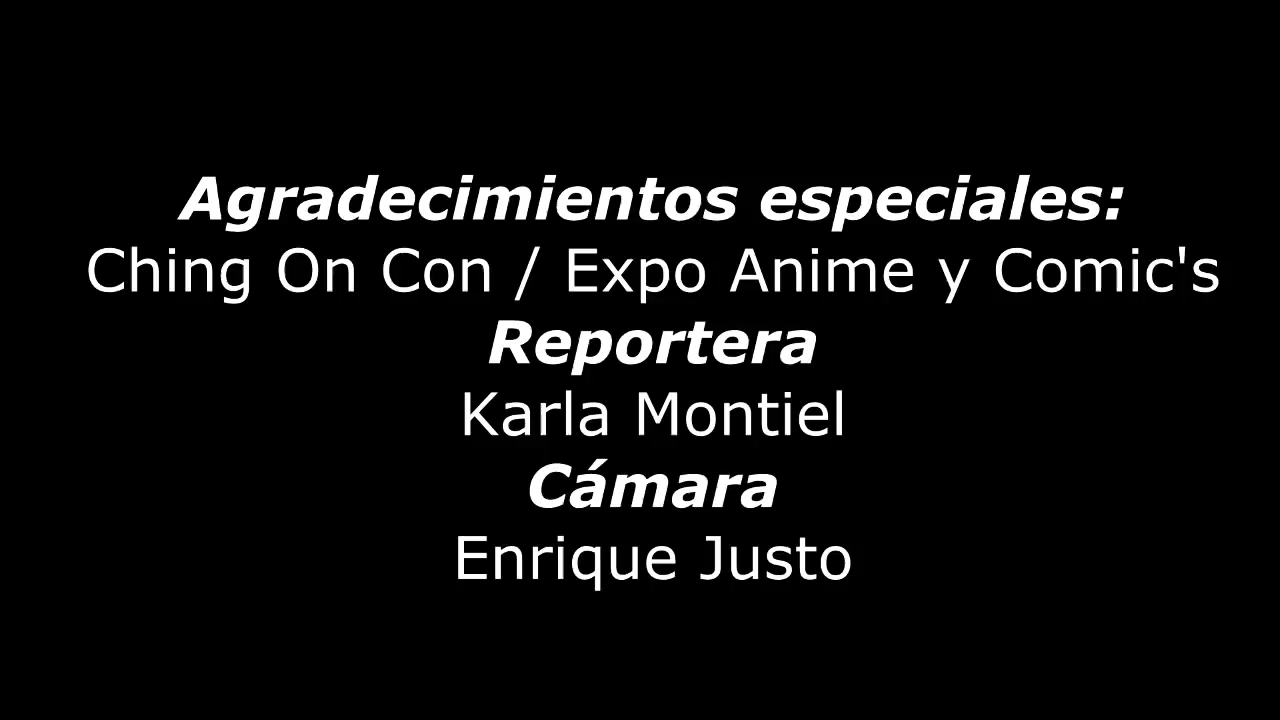 Agradecimientos especiales:
Ching On Con / Expo Anime y Comic's
Reportera
Karla Montiel
Cámara
Enrique Justo